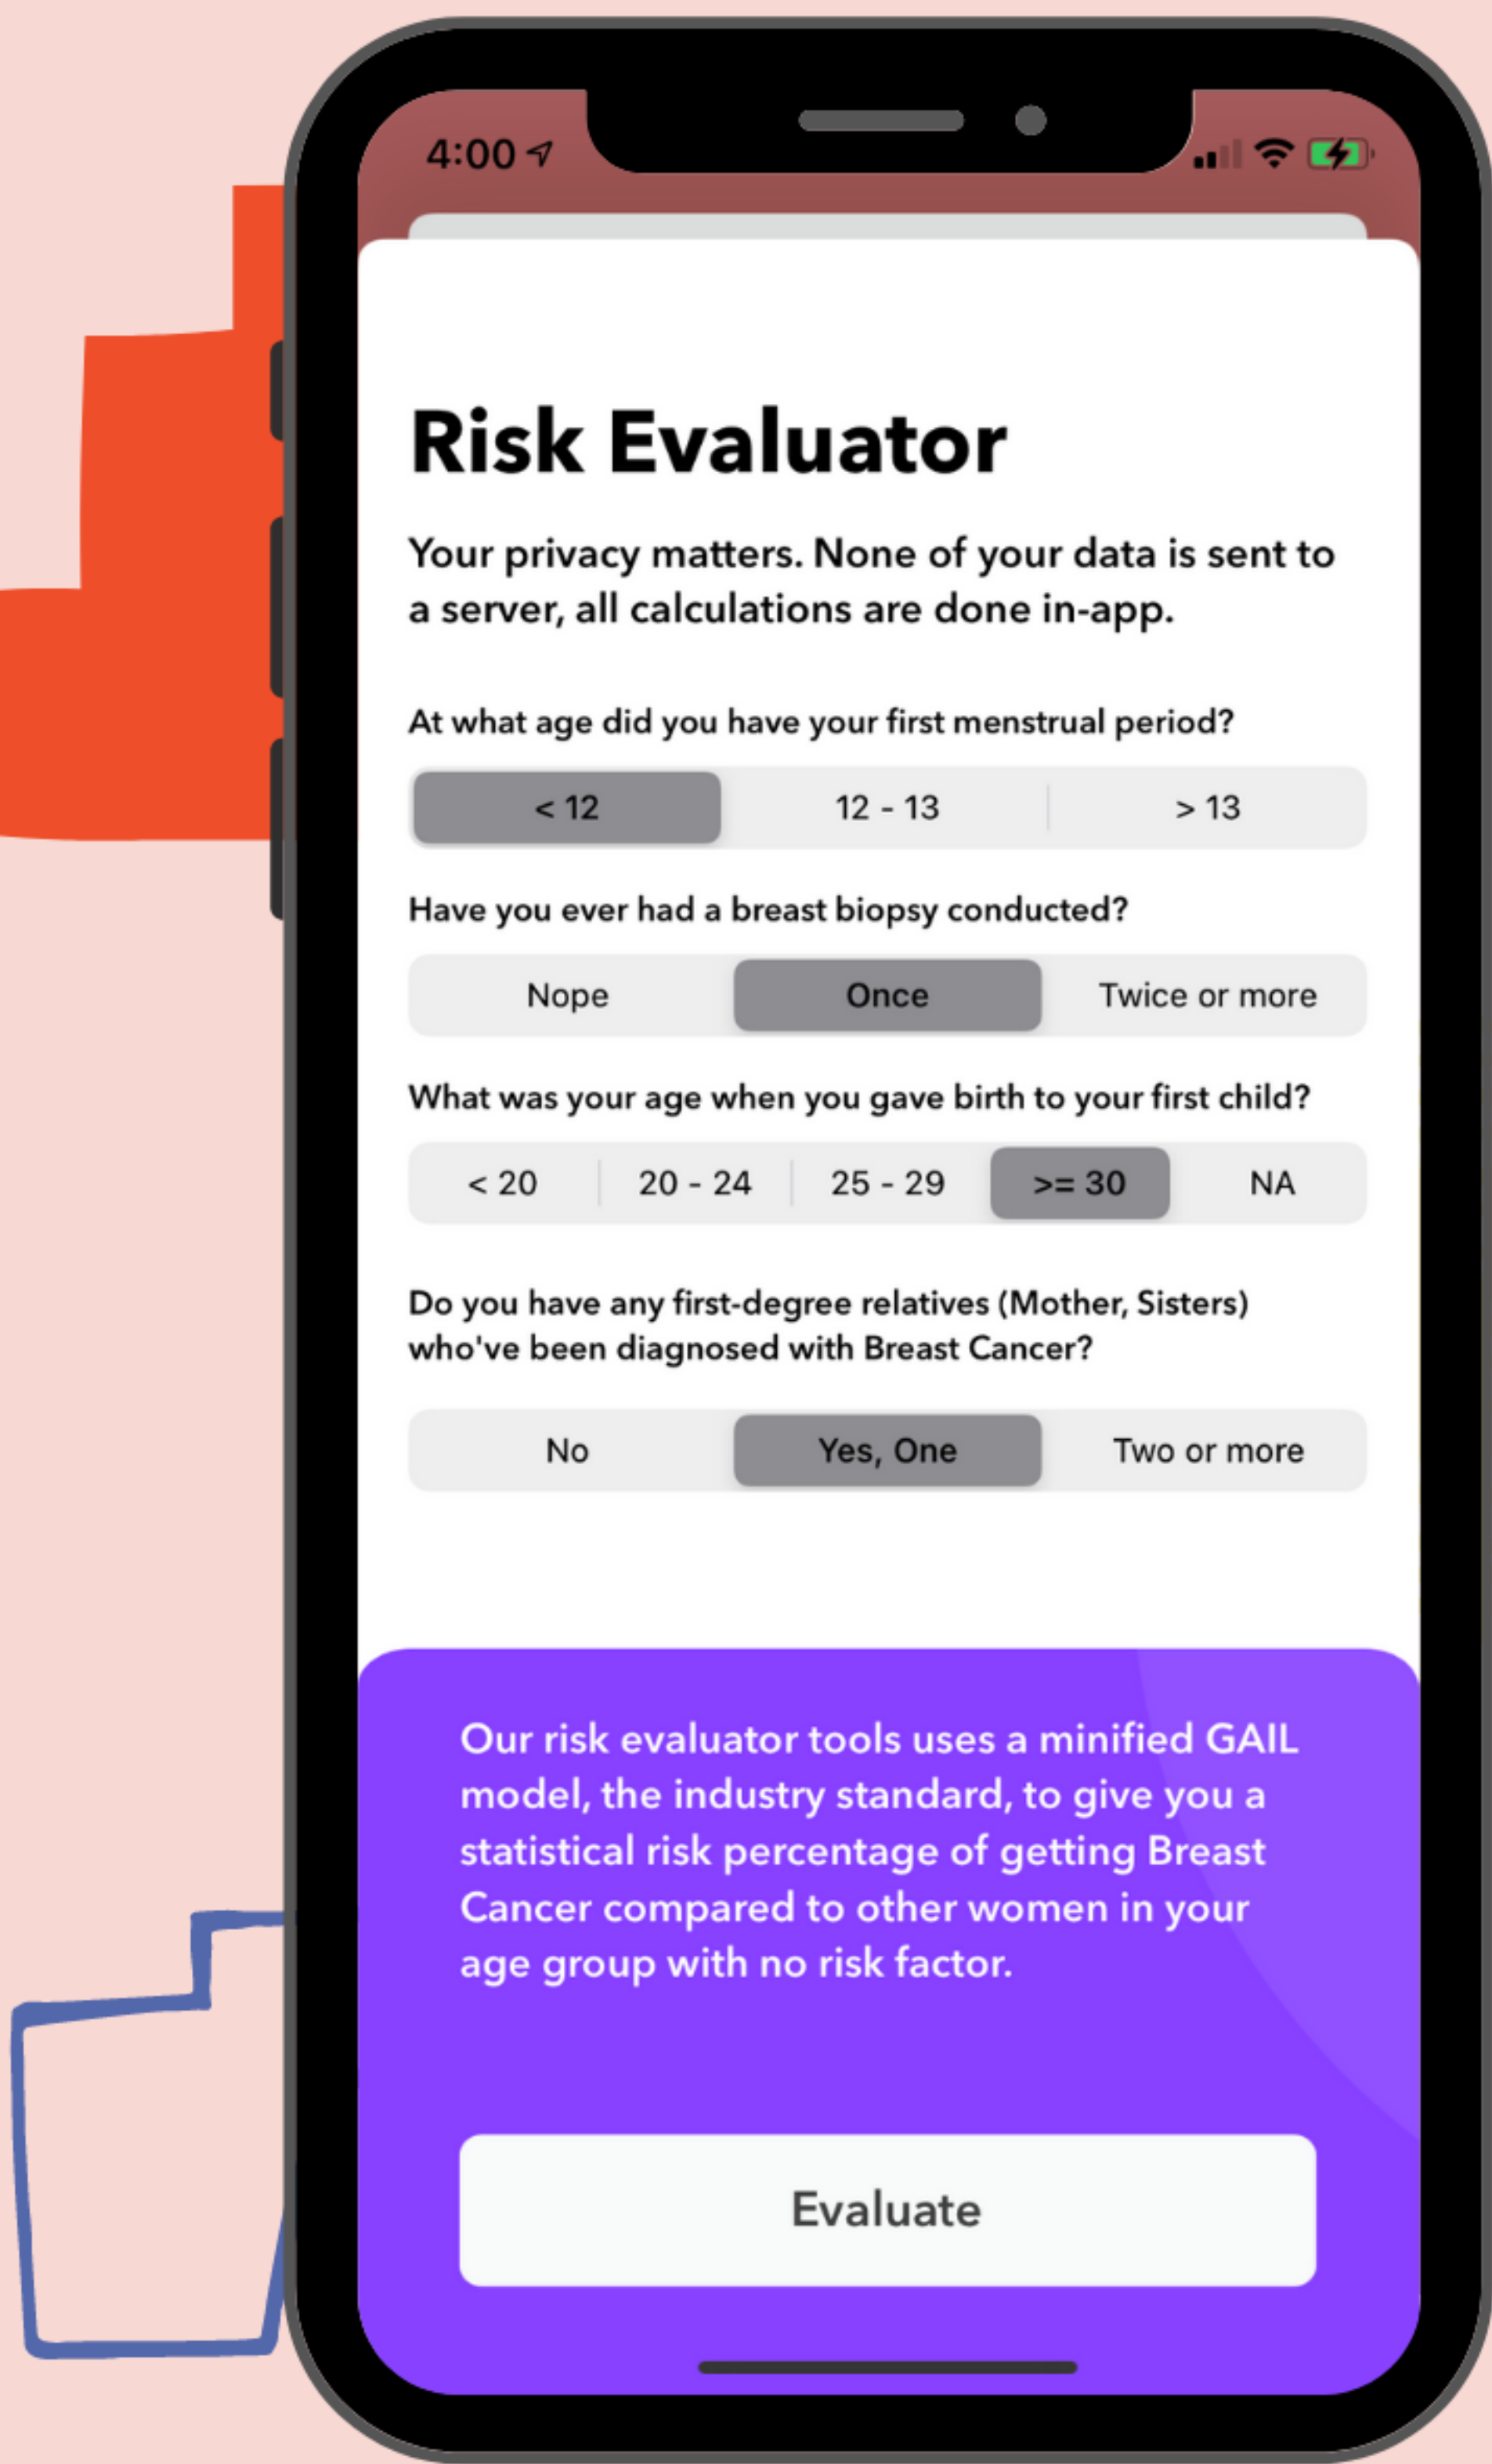 4:00
Risk Evaluator
Your privacy matters. None of your data is sent to
a server, all calculations are done in-app.
At what age did you have your first menstrual period?
< 12 12 - 13 > 13
Have you ever had a breast biopsy conducted?
Nope Once Twice or more
What was your age when you gave birth to your first child?
< 20 20 - 24 25 - 29 >= 30 NA
Do you have any first-degree relatives (Mother, Sisters)
who've been diagnosed with Breast Cancer?
No Yes, One Two or more
Our risk evaluator tools uses a minified GAIL
model, the industry standard, to give you a
statistical risk percentage of getting Breast
Cancer compared to other women in your
age group with no risk factor.
Evaluate